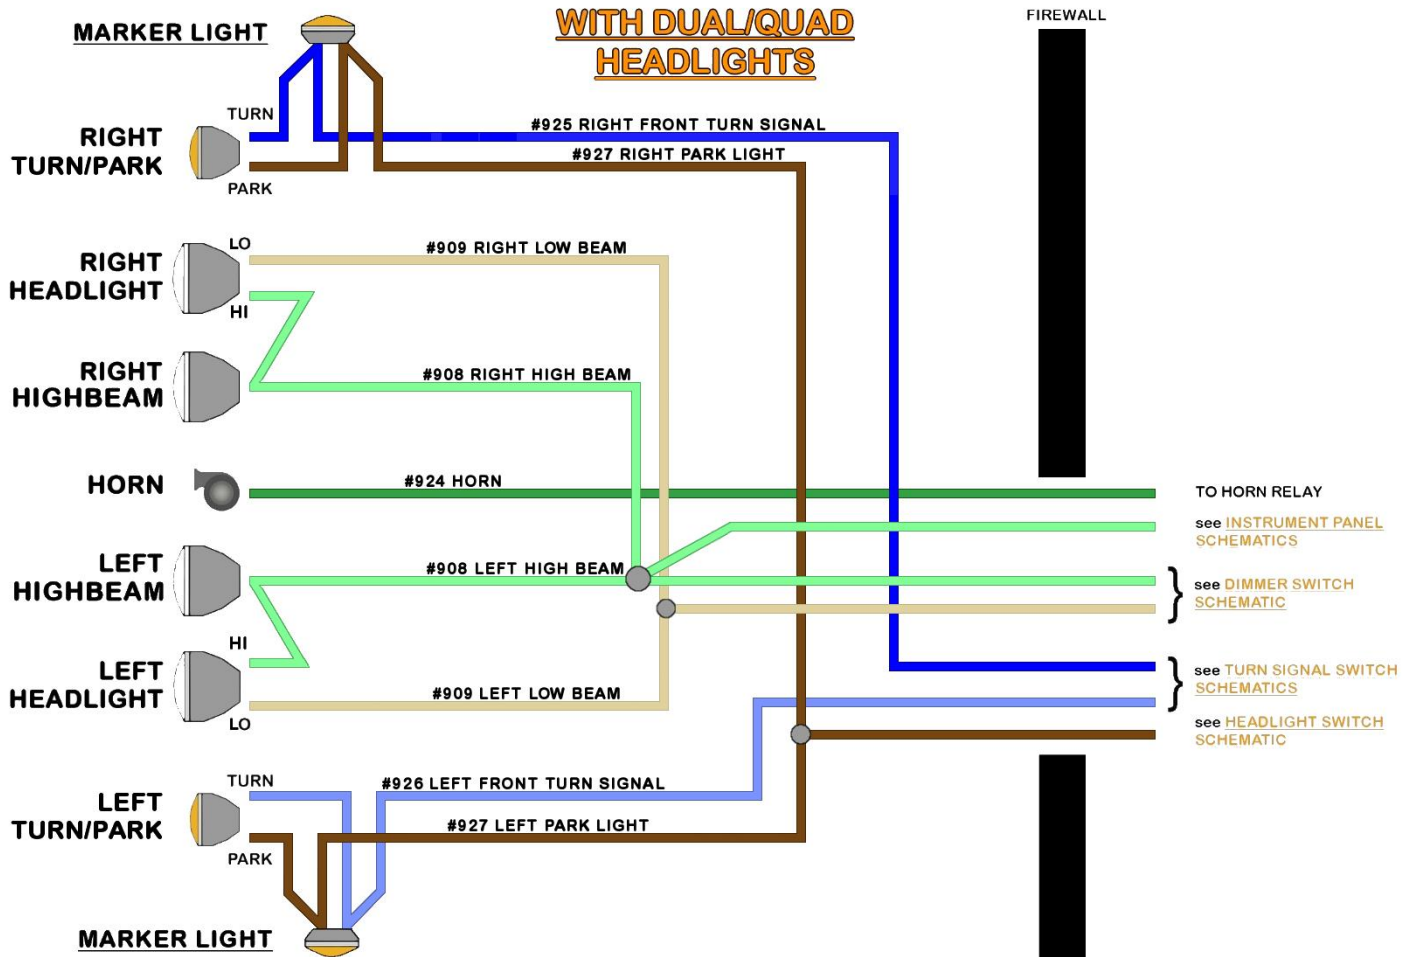 WITH DUAL/QUAD
HEADLIGHTS
FIREWALL
MARKER LIGHT
TURN
RIGHT
TURN/PARK
PARK
#925 RIGHT FRONT TURN SIGNAL
#927 RIGHT PARK LIGHT
LO
RIGHT
HEADLIGHT
HI
#909 RIGHT LOW BEAM
RIGHT
HIGHBEAM
#908 RIGHT HIGH BEAM
HORN
#924 HORN
TO HORN RELAY
see INSTRUMENT PANEL
SCHEMATICS
LEFT
HIGHBEAM
#908 LEFT HIGH BEAM
see DIMMER SWITCH
SCHEMATIC
HI
LEFT
HEADLIGHT
LO
#909 LEFT LOW BEAM
see TURN SIGNAL SWITCH
SCHEMATICS
see HEADLIGHT SWITCH
SCHEMATIC
TURN
LEFT
TURN/PARK
PARK
#926 LEFT FRONT TURN SIGNAL
#927 LEFT PARK LIGHT
MARKER LIGHT